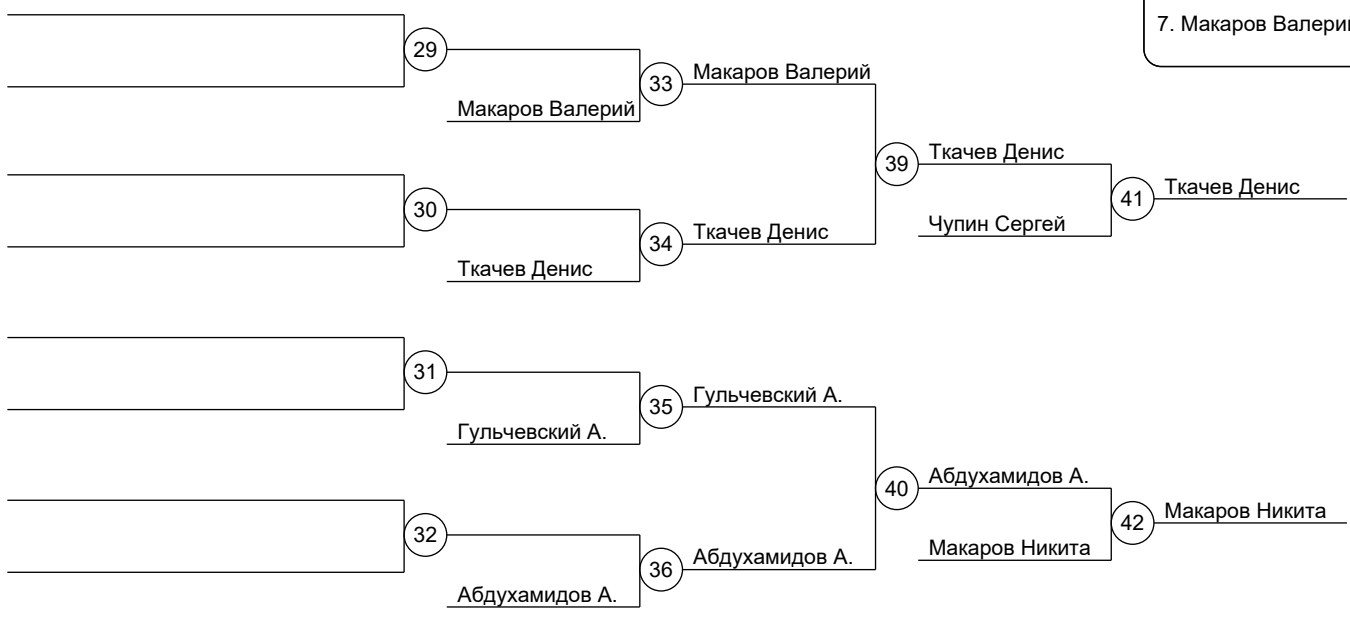 7. Макаров Валерий
29
33
Макаров Валерий
Макаров Валерий
39
Ткачев Денис
41
Ткачев Денис
30
34
Ткачев Денис
Чупин Сергей
Ткачев Денис
31
35
Гульчевский А.
Гульчевский А.
40
Абдухамидов А.
42
Макаров Никита
32
36
Абдухамидов А.
Макаров Никита
Абдухамидов А.